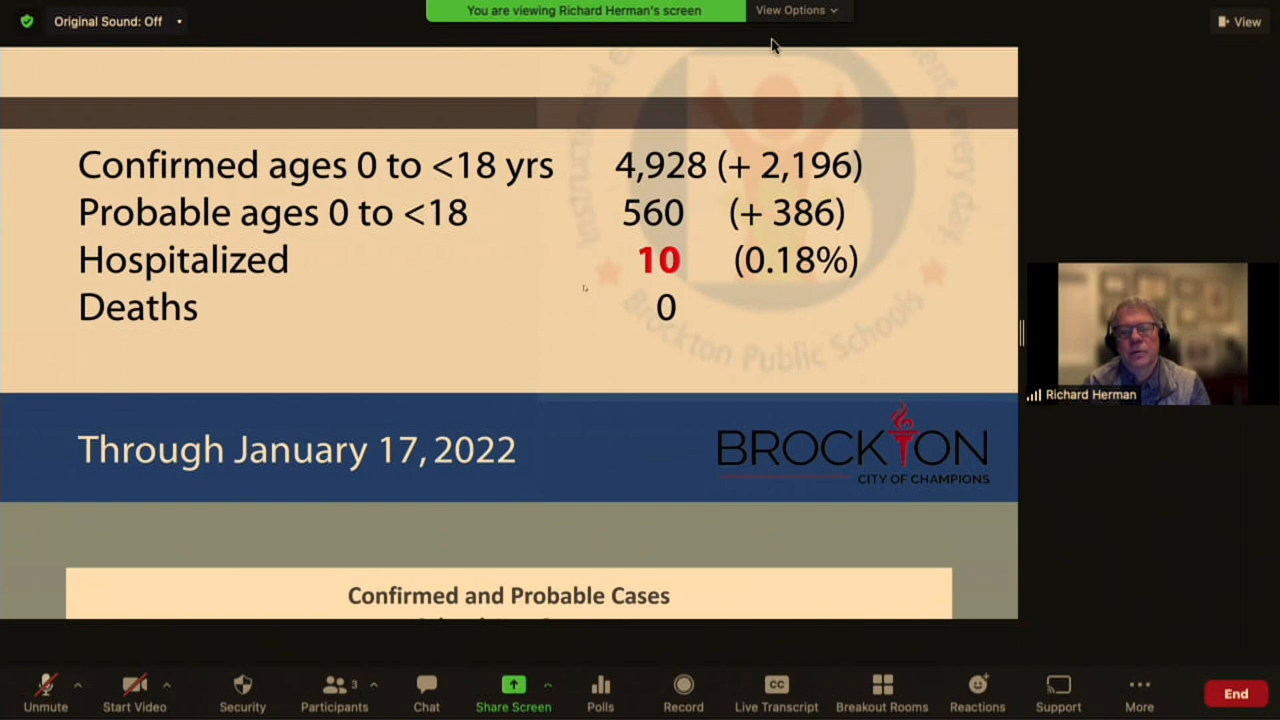 Original Sound: Off
You are viewing Richard Herman's screen
View Options
View
Confirmed ages 0 to <18 yrs 4,928 (+ 2,196)
Probable ages 0 to <18 560 (+ 386)
Hospitalized 10 (0.18%)
Deaths 0
Brockton Public Schools
Through January 17, 2022
BROCKTON
CITY OF CHAMPIONS
Richard Herman
Confirmed and Probable Cases
Unmute
Start Video
Security
Participants
3
Chat
Share Screen
Polls
Record
CC
Live Transcript
Breakout Rooms
Reactions
Support
More
End